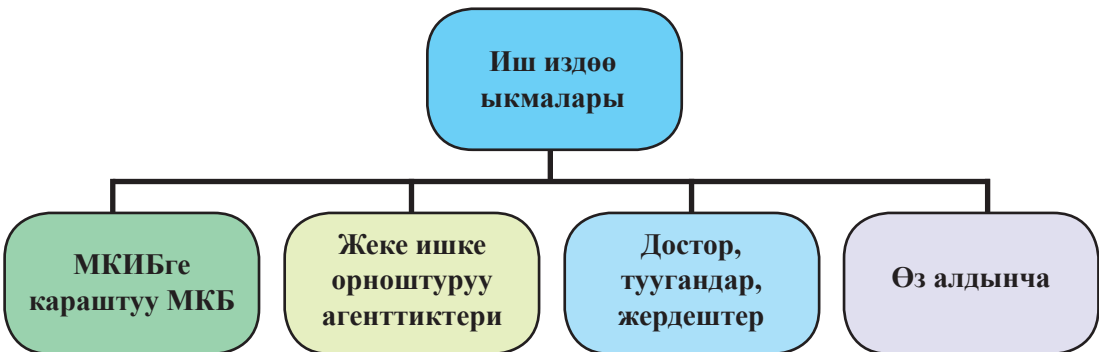 Иш издөө
ыкмалары
МКИБге
караштуу МКБ
Жеке ишке
орноштуруу
агенттиктери
Достор,
туугандар,
жердештер
Өз алдынча